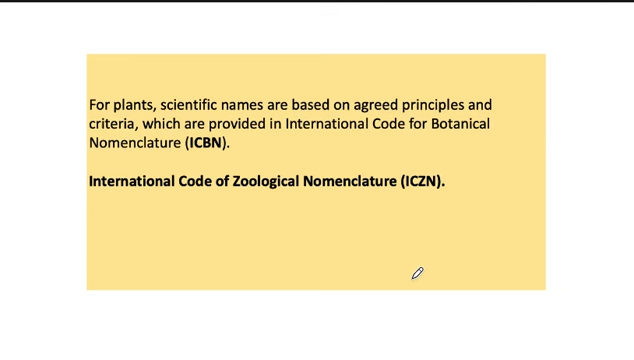 For plants, scientific names are based on agreed principles and
criteria, which are provided in International Code for Botanical
Nomenclature (ICBN).
International Code of Zoological Nomenclature (ICZN).